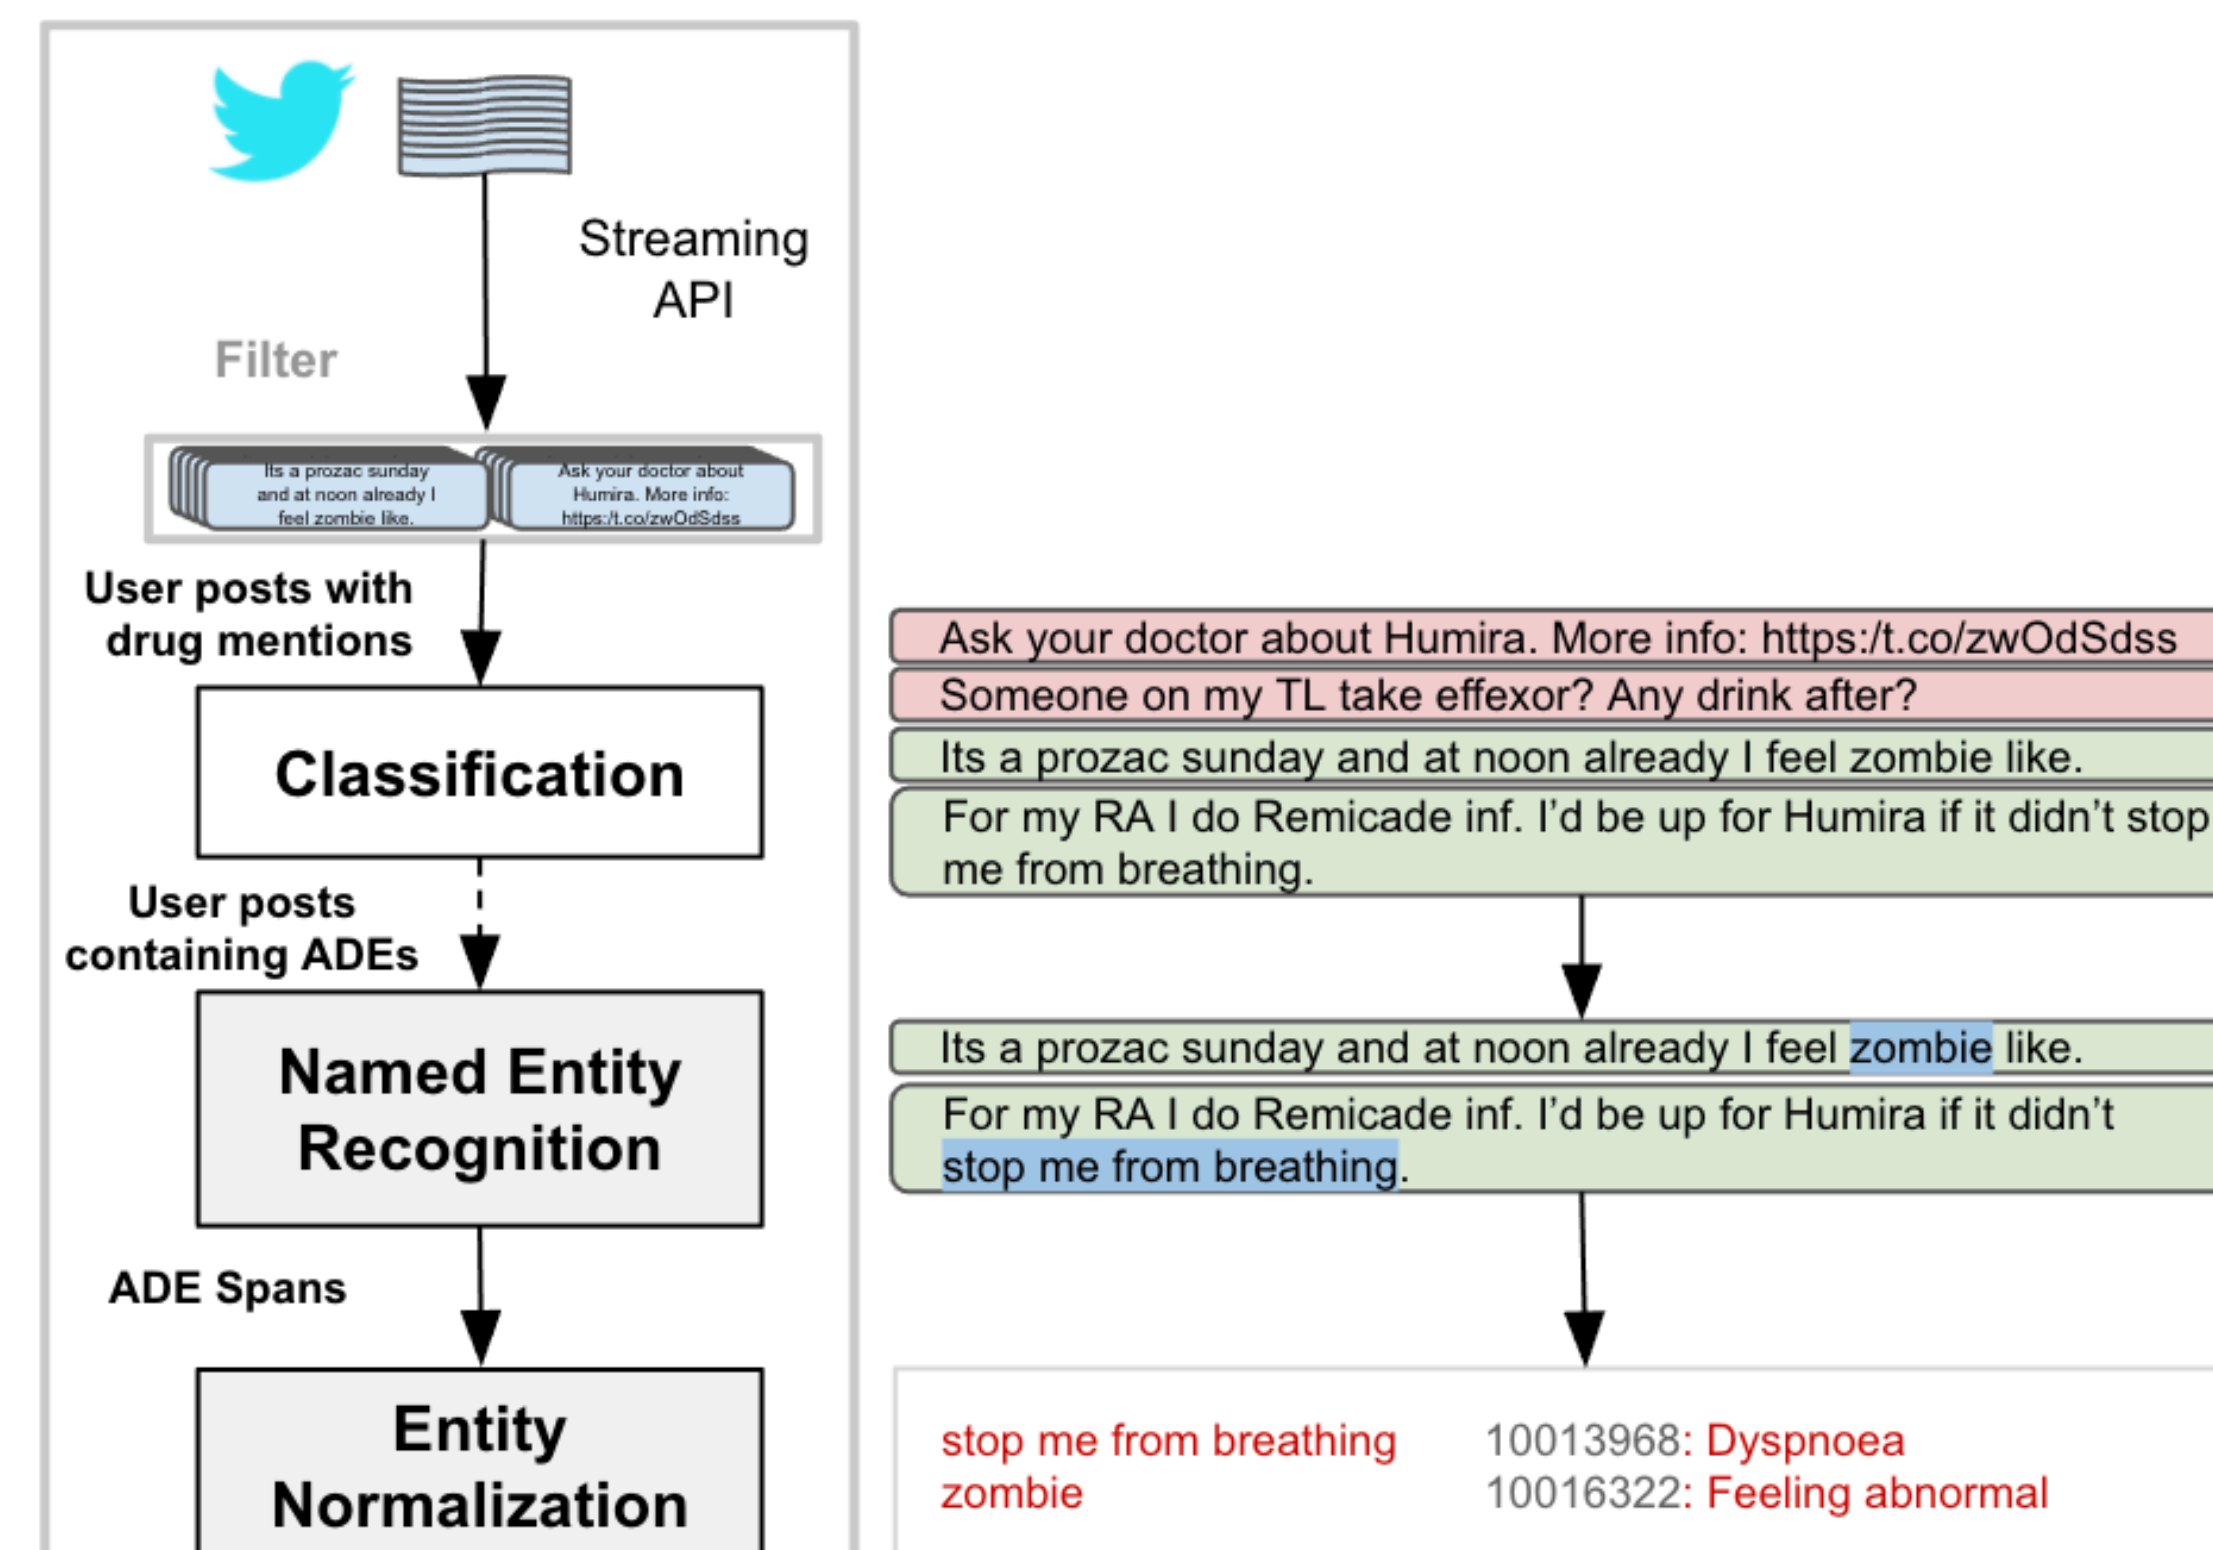 Streaming
API
Filter
Its a prozac sunday
and at noon already I
feel zombie like.
Ask your doctor about
Humira. More info:
https:/t.co/zwOdSdss
User posts with
drug mentions
Classification
User posts
containing ADEs
Named Entity
Recognition
ADE Spans
Entity
Normalization
Ask your doctor about Humira. More info: https:/t.co/zwOdSdss
Someone on my TL take effexor? Any drink after?
Its a prozac sunday and at noon already I feel zombie like.
For my RA I do Remicade inf. I’d be up for Humira if it didn’t stop
me from breathing.
Its a prozac sunday and at noon already I feel zombie like.
For my RA I do Remicade inf. I’d be up for Humira if it didn’t
stop me from breathing.
stop me from breathing 10013968: Dyspnoea
zombie 10016322: Feeling abnormal